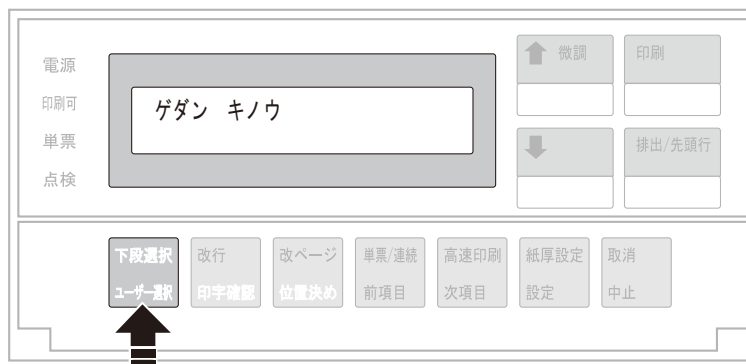 電源
印刷可
単票
点検
ゲダン キノウ
微調
印刷
排出/先頭行
下段選択
ユーザー選択
改行
印字確認
改ページ
位置決め
単票/連続
前項目
高速印刷
次項目
紙厚設定
設定
取消
中止